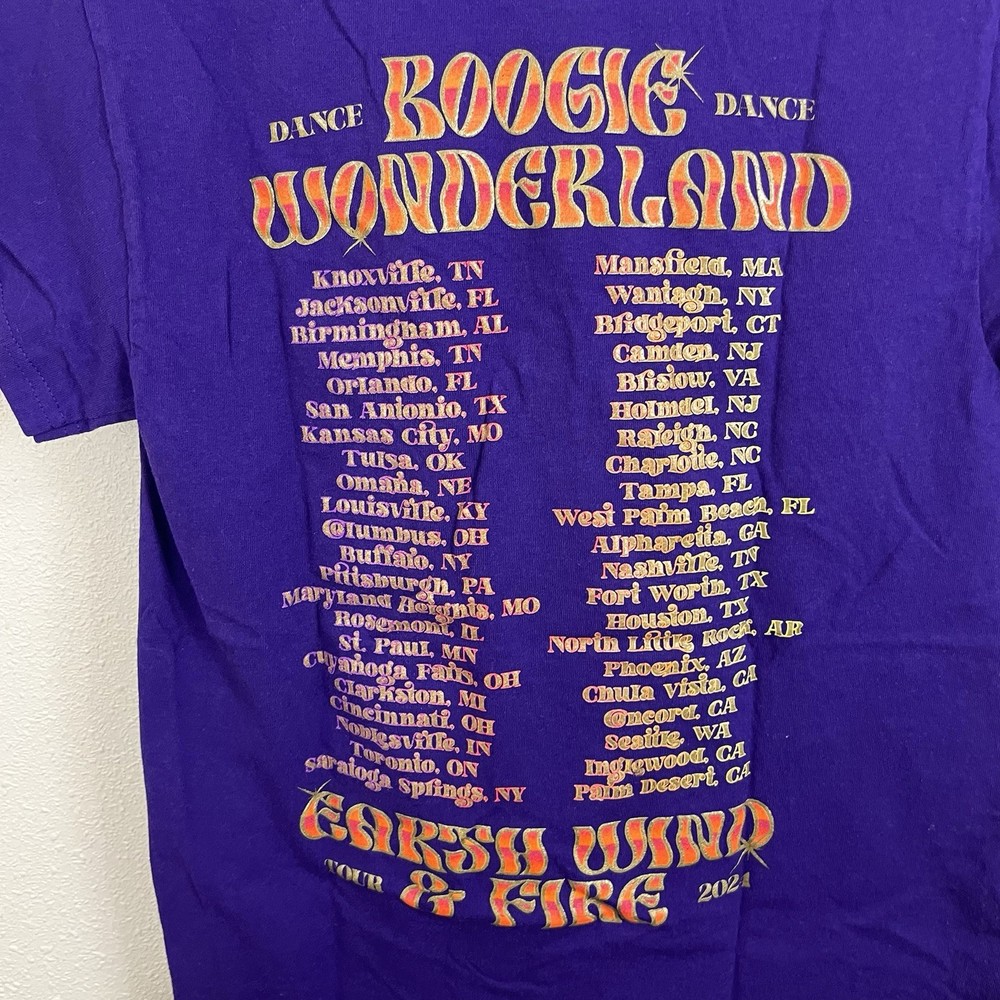 DANCE BOOGIE DANCE
WONDERLAND
Knoxville, TN
Jacksonville, FL
Birmingham, AL
Memphis, TN
Orlando, FL
San Antonio, TX
Kansas City, MO
Tulsa, OK
Omaha, NE
Louisville, KY
Columbus, OH
Buffalo, NY
Pittsburgh, PA
Maryland Heights, MO
Rosemont, IL
St. Paul, MN
Cuyahoga Falls, OH
Clarkston, MI
Cincinnati, OH
Noblesville, IN
Toronto, ON
Saratoga Springs, NY
Mansfield, MA
Wantagh, NY
Bridgeport, CT
Camden, NJ
Bristow, VA
Holmdel, NJ
Raleigh, NC
Charlotte, NC
Tampa, FL
West Palm Beach, FL
Alpharetta, GA
Nashville, TN
Fort Worth, TX
Houston, TX
North Little Rock, AR
Phoenix, AZ
Chula Vista, CA
Concord, CA
Seattle, WA
Inglewood, CA
Palm Desert, CA
EARTH WIND
TOUR & FIRE 2024